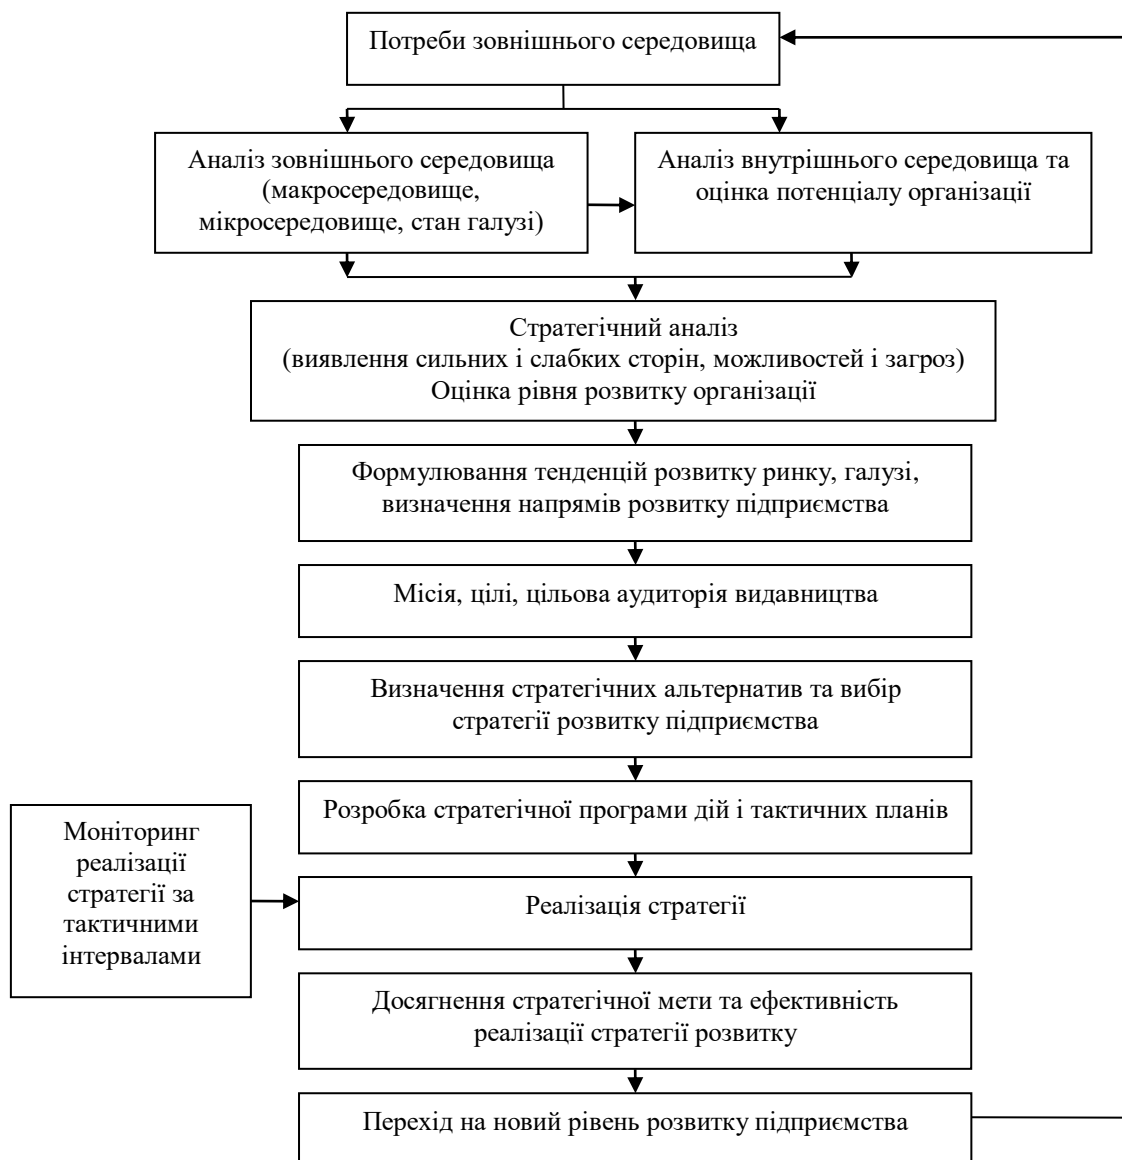 Потреби зовнішнього середовища
Аналіз зовнішнього середовища
(макросередовище,
мікросередовище, стан галузі)
Аналіз внутрішнього середовища та
оцінка потенціалу організації
Стратегічний аналіз
(виявлення сильних і слабких сторін, можливостей і загроз)
Оцінка рівня розвитку організації
Формулювання тенденцій розвитку ринку, галузі,
визначення напрямів розвитку підприємства
Місія, цілі, цільова аудиторія видавництва
Визначення стратегічних альтернатив та вибір
стратегії розвитку підприємства
Розробка стратегічної програми дій і тактичних планів
Моніторинг
реалізації
стратегії за
тактичними
інтервалами
Реалізація стратегії
Досягнення стратегічної мети та ефективність
реалізації стратегії розвитку
Перехід на новий рівень розвитку підприємства